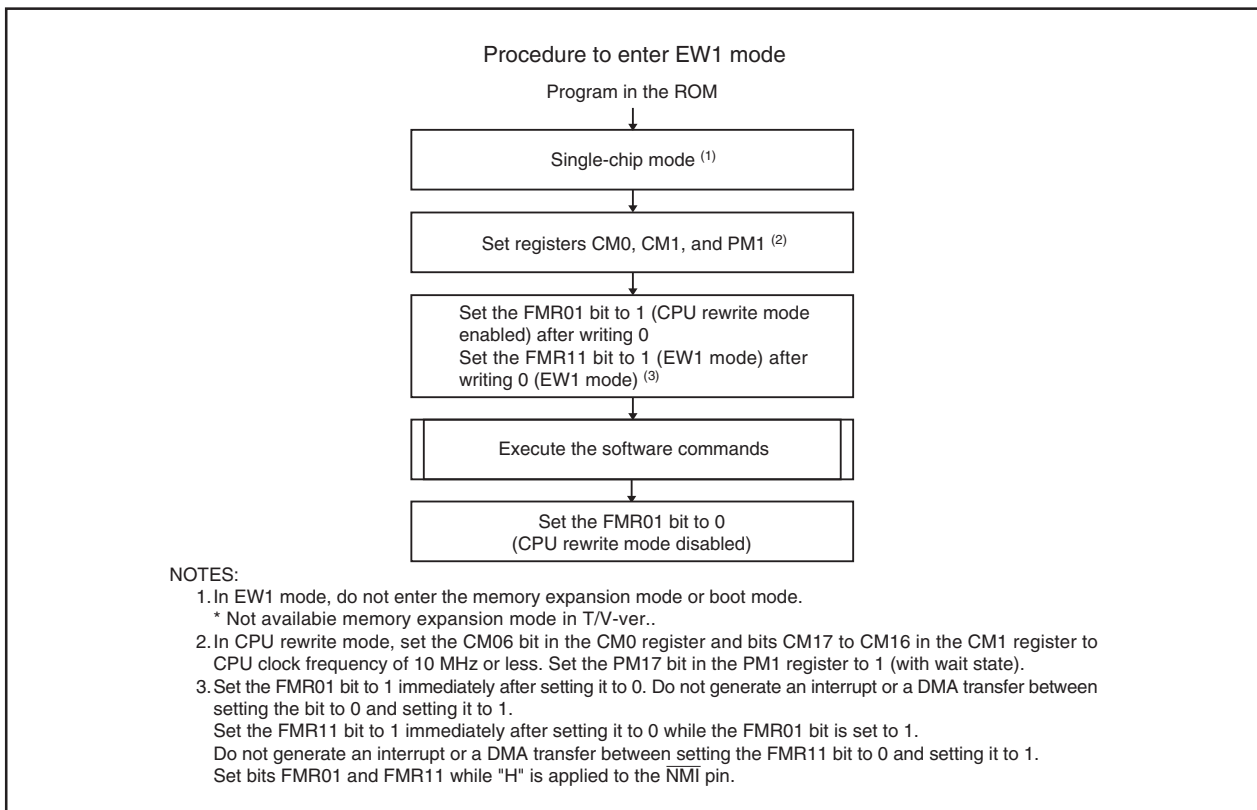 Procedure to enter EW1 mode
Program in the ROM
Single-chip mode (1)
Set registers CM0, CM1, and PM1 (2)
Set the FMR01 bit to 1 (CPU rewrite mode
enabled) after writing 0
Set the FMR11 bit to 1 (EW1 mode) after
writing 0 (EW1 mode) (3)
Execute the software commands
Set the FMR01 bit to 0
(CPU rewrite mode disabled)
NOTES:
1. In EW1 mode, do not enter the memory expansion mode or boot mode.
* Not available memory expansion mode in T/V-ver..
2. In CPU rewrite mode, set the CM06 bit in the CM0 register and bits CM17 to CM16 in the CM1 register to
CPU clock frequency of 10 MHz or less. Set the PM17 bit in the PM1 register to 1 (with wait state).
3. Set the FMR01 bit to 1 immediately after setting it to 0. Do not generate an interrupt or a DMA transfer between
setting the bit to 0 and setting it to 1.
Set the FMR11 bit to 1 immediately after setting it to 0 while the FMR01 bit is set to 1.
Do not generate an interrupt or a DMA transfer between setting the FMR11 bit to 0 and setting it to 1.
Set bits FMR01 and FMR11 while "H" is applied to the N̅M̅I̅ pin.